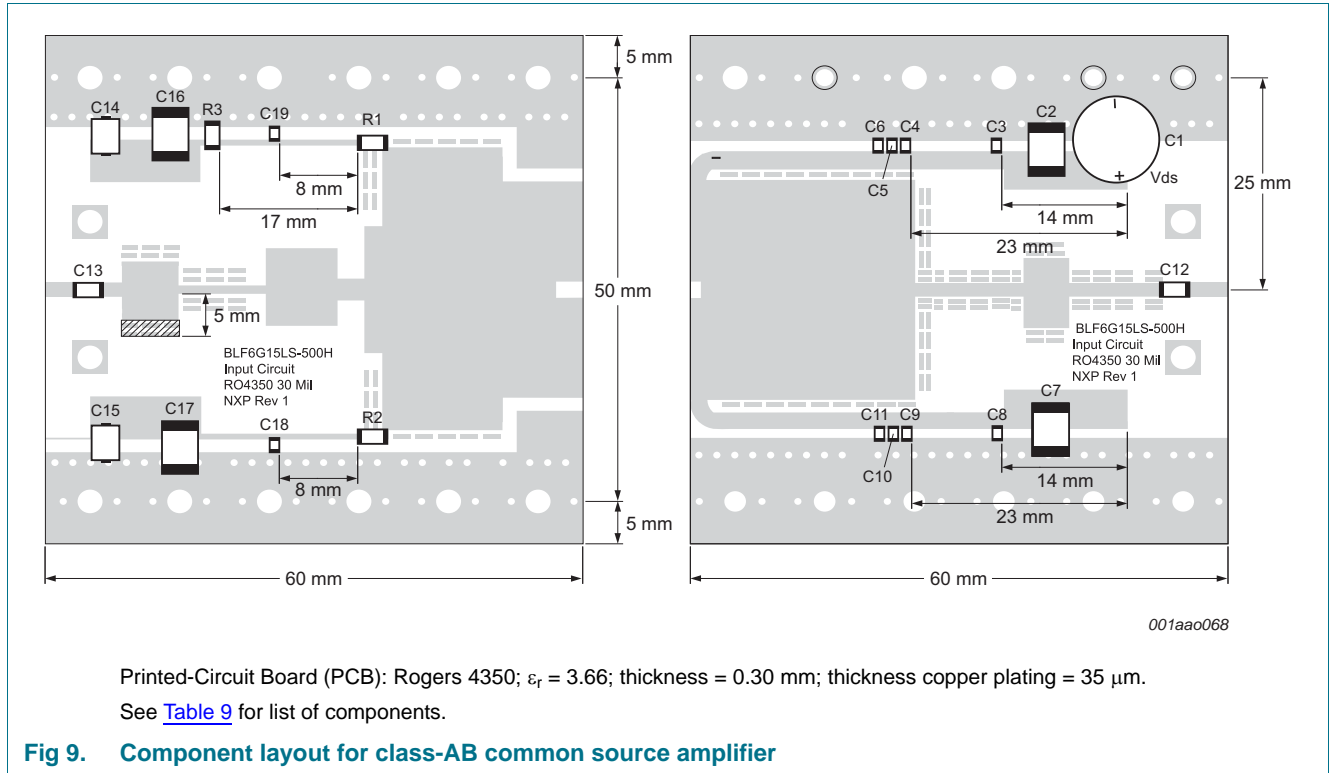 C14
C16
R3
C19
R1
8 mm
17 mm
C13
5 mm
BLF6G15LS-500H
Input Circuit
RO4350 30 Mil
NXP Rev 1
C15
C17
C18
R2
8 mm
60 mm
5 mm
50 mm
5 mm
C6
C4
C5
C3
C2
C1
–
+
Vds
14 mm
23 mm
25 mm
C12
BLF6G15LS-500H
Input Circuit
RO4350 30 Mil
NXP Rev 1
C11
C9
C10
C8
C7
14 mm
23 mm
60 mm
001aao068
Printed-Circuit Board (PCB): Rogers 4350; εr = 3.66; thickness = 0.30 mm; thickness copper plating = 35 μm.
See Table 9 for list of components.
Fig 9. Component layout for class-AB common source amplifier